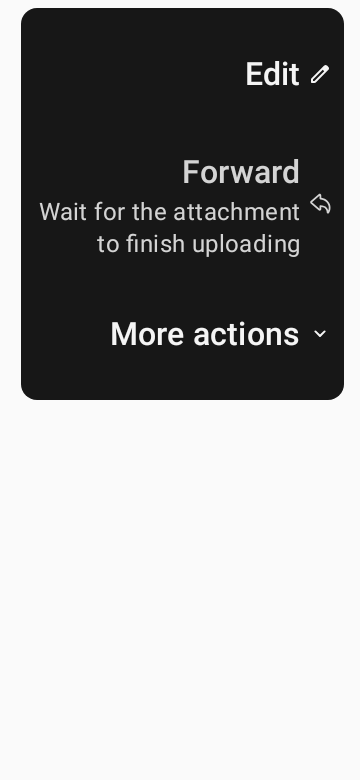 Edit
Forward
Wait for the attachment
to finish uploading
More actions